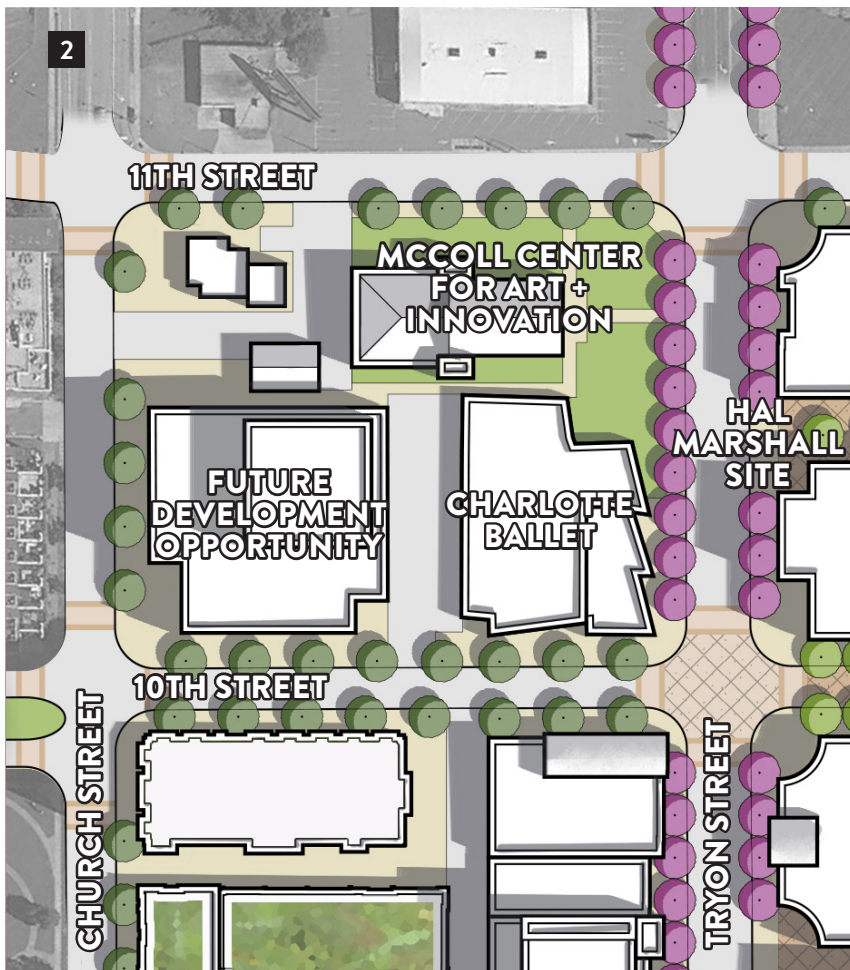 2
11TH STREET
MCCOLL CENTER
FOR ART +
INNOVATION
HAL
MARSHALL
SITE
FUTURE
DEVELOPMENT
OPPORTUNITY
CHARLOTTE
BALLET
10TH STREET
CHURCH STREET
TRYON STREET